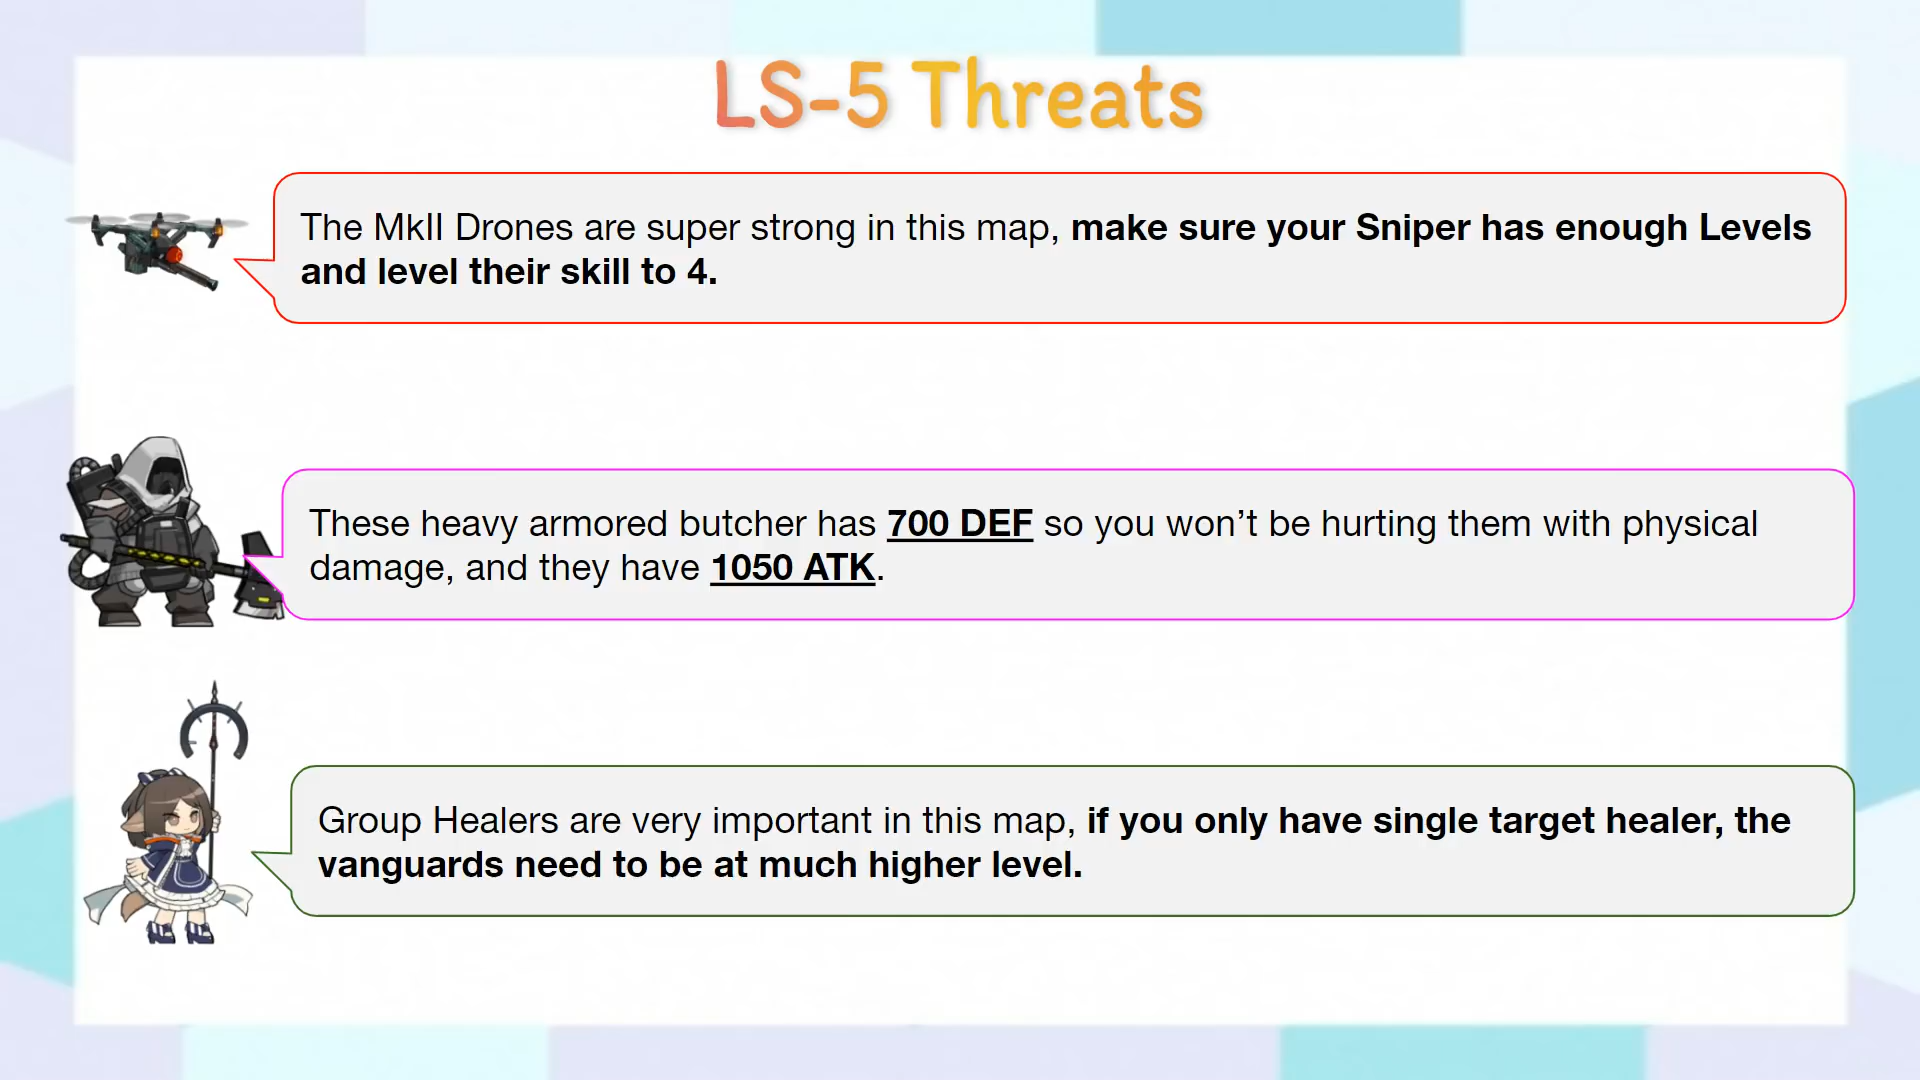 LS-5 Threats
The MkII Drones are super strong in this map, make sure your Sniper has enough Levels
and level their skill to 4.
These heavy armored butcher has 700 DEF so you won’t be hurting them with physical
damage, and they have 1050 ATK.
Group Healers are very important in this map, if you only have single target healer, the
vanguards need to be at much higher level.